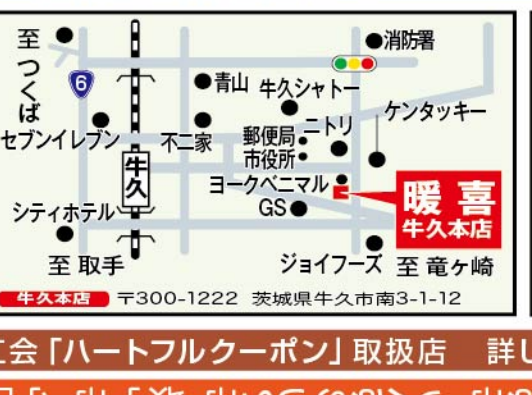 至つくば
6
消防署
青山
牛久シャトー
セブンイレブン
不二家
郵便局
ニトリ
ケンタッキー
市役所
牛久
ヨークベニマル
暖喜
牛久本店
シティホテル
GS
至 取手
ジョイフーズ
至 竜ヶ崎
牛久本店 〒300-1222 茨城県牛久市南3-1-12
工会「ハートフルクーポン」取扱店 詳し